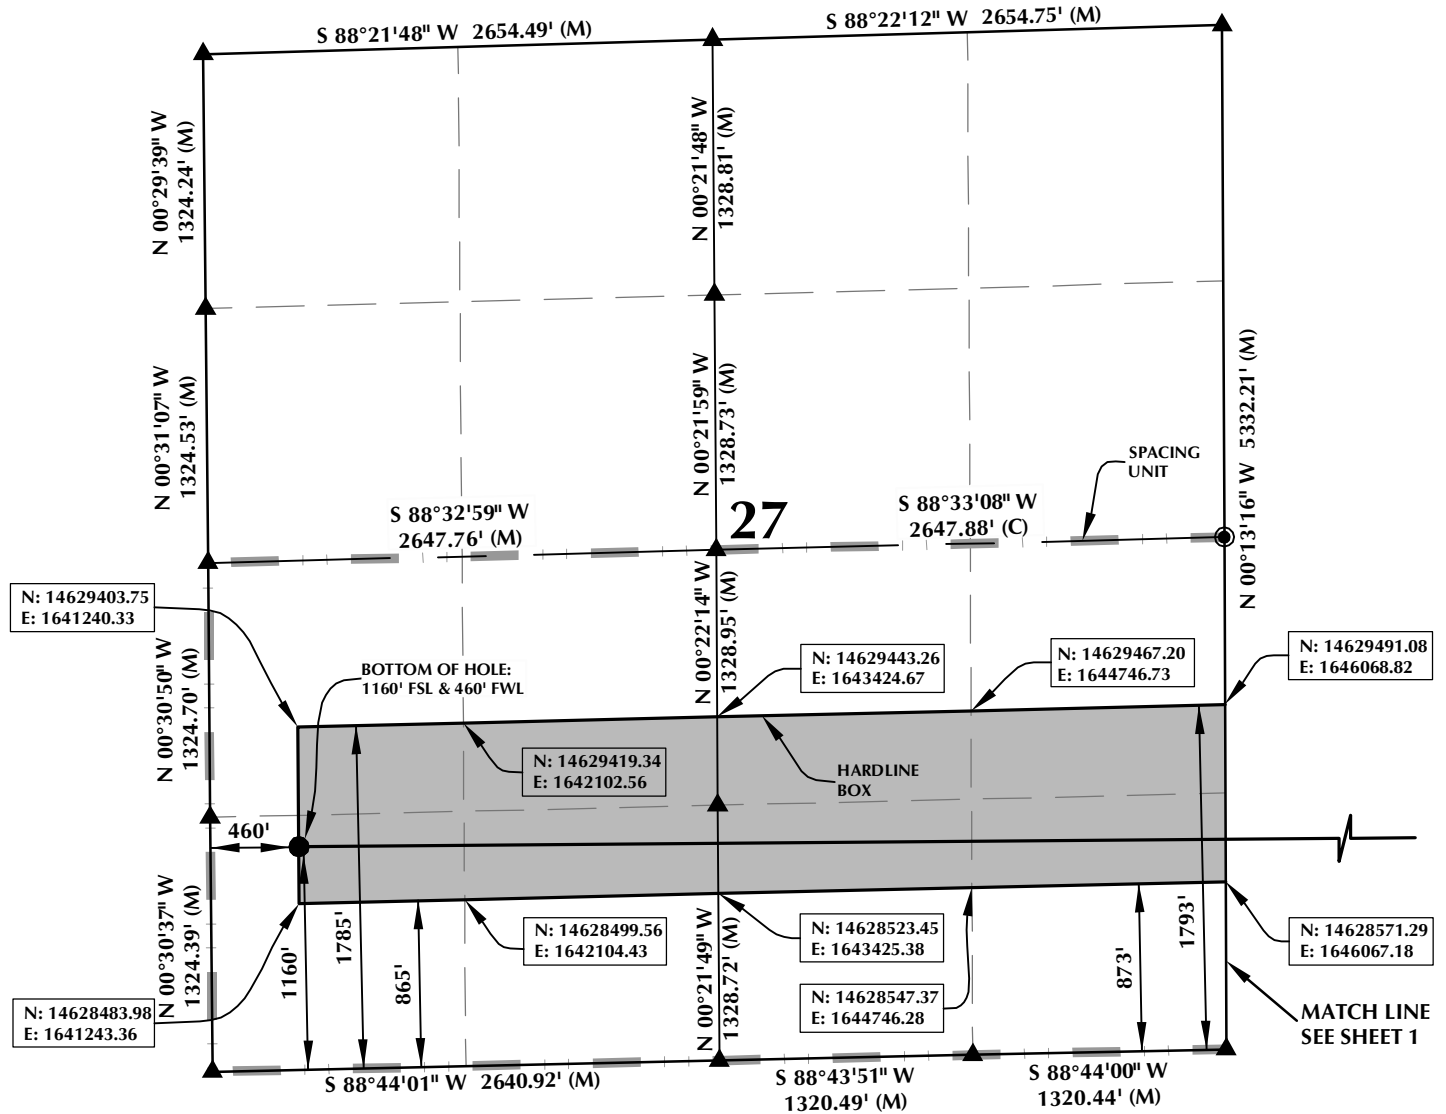 S 88°21'48" W 2654.49' (M)
S 88°22'12" W 2654.75' (M)
N 00°29'39" W
1324.24' (M)
N 00°21'48" W
1328.81' (M)
N 00°31'07" W
1324.53' (M)
N 00°21'59" W
1328.73' (M)
N 00°13'16" W 5332.21' (M)
SPACING
UNIT
S 88°32'59" W
2647.76' (M)
27
S 88°33'08" W
2647.88' (C)
N: 14629403.75
E: 1641240.33
N 00°30'50" W
1324.70' (M)
BOTTOM OF HOLE:
1160' FSL & 460' FWL
N 00°22'14" W
1328.95' (M)
N: 14629443.26
E: 1643424.67
N: 14629467.20
E: 1644746.73
N: 14629491.08
E: 1646068.82
N: 14629419.34
E: 1642102.56
HARDLINE
BOX
460'
N 00°30'37" W
1324.39' (M)
1160'
1785'
865'
N: 14628499.56
E: 1642104.43
N 00°21'49" W
1328.72' (M)
N: 14628523.45
E: 1643425.38
N: 14628547.37
E: 1644746.28
873'
1793'
N: 14628571.29
E: 1646067.18
N: 14628483.98
E: 1641243.36
MATCH LINE
SEE SHEET 1
S 88°44'01" W 2640.92' (M)
S 88°43'51" W
1320.49' (M)
S 88°44'00" W
1320.44' (M)